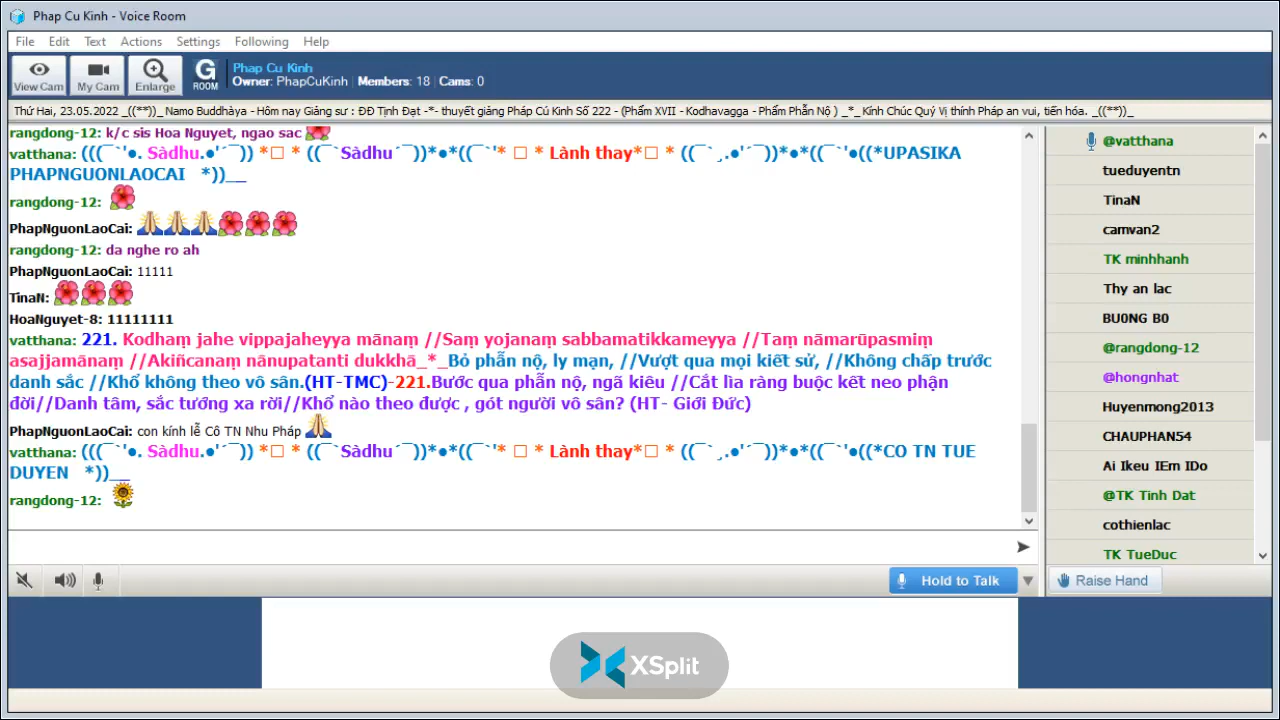 Phap Cu Kinh - Voice Room
File Edit Text Actions Settings Following Help
View Cam My Cam Enlarge G ROOM
Phap Cu Kinh
Owner: PhapCuKinh Members: 18 Cams: 0
Thứ Hai, 23.05.2022 _((**))_ Namo Buddhàya - Hôm nay Giảng sư : ĐĐ Tịnh Đạt -*- thuyết giảng Pháp Cú Kinh Số 222 - (Phẩm XVII - Kodhavagga - Phẩm Phẫn Nộ ) _*_ Kính Chúc Quý Vị thính Pháp an vui, tiến hóa. _((**))_
rangdong-12: k/c sis Hoa Nguyet, ngao sac
vatthana: (((¯`'●. Sàdhu.●'´¯)) *□ * ((¯`Sàdhu´¯))*●*((¯`'* □ * Lành thay*□ * ((¯`¸.●'´¯))*●*((¯`'●((*UPASIKA
PHAPNGUONLAOCAI *))__
rangdong-12:
PhapNguonLaoCai:
rangdong-12: da nghe ro ah
PhapNguonLaoCai: 11111
TinaN:
HoaNguyet-8: 11111111
vatthana: 221. Kodhaṃ jahe vippajaheyya mānaṃ //Saṃ yojanaṃ sabbamatikkameyya //Taṃ nāmarūpasmiṃ
asajjamānaṃ //Akiñcanaṃ nānupatanti dukkhā_*_Bỏ phẫn nộ, ly mạn, //Vượt qua mọi kiết sử, //Không chấp trước
danh sắc //Khổ không theo vô sân.(HT-TMC)-221.Bước qua phẫn nộ, ngã kiêu //Cắt lìa ràng buộc kết neo phận
đời//Danh tâm, sắc tướng xa rời//Khổ nào theo được , gót người vô sân? (HT- Giới Đức)
PhapNguonLaoCai: con kính lễ Cô TN Nhu Pháp
vatthana: (((¯`'●. Sàdhu.●'´¯)) *□ * ((¯`Sàdhu´¯))*●*((¯`'* □ * Lành thay*□ * ((¯`¸.●'´¯))*●*((¯`'●((*CO TN TUE
DUYEN *))__
rangdong-12:
Hold to Talk
@vatthana
tueduyentn
TinaN
camvan2
TK minhhanh
Thy an lac
BU0NG B0
@rangdong-12
@hongnhat
Huyenmong2013
CHAUPHAN54
Ai Ikeu IEm IDo
@TK Tinh Dat
cothienlac
TK TueDuc
Raise Hand
XSplit